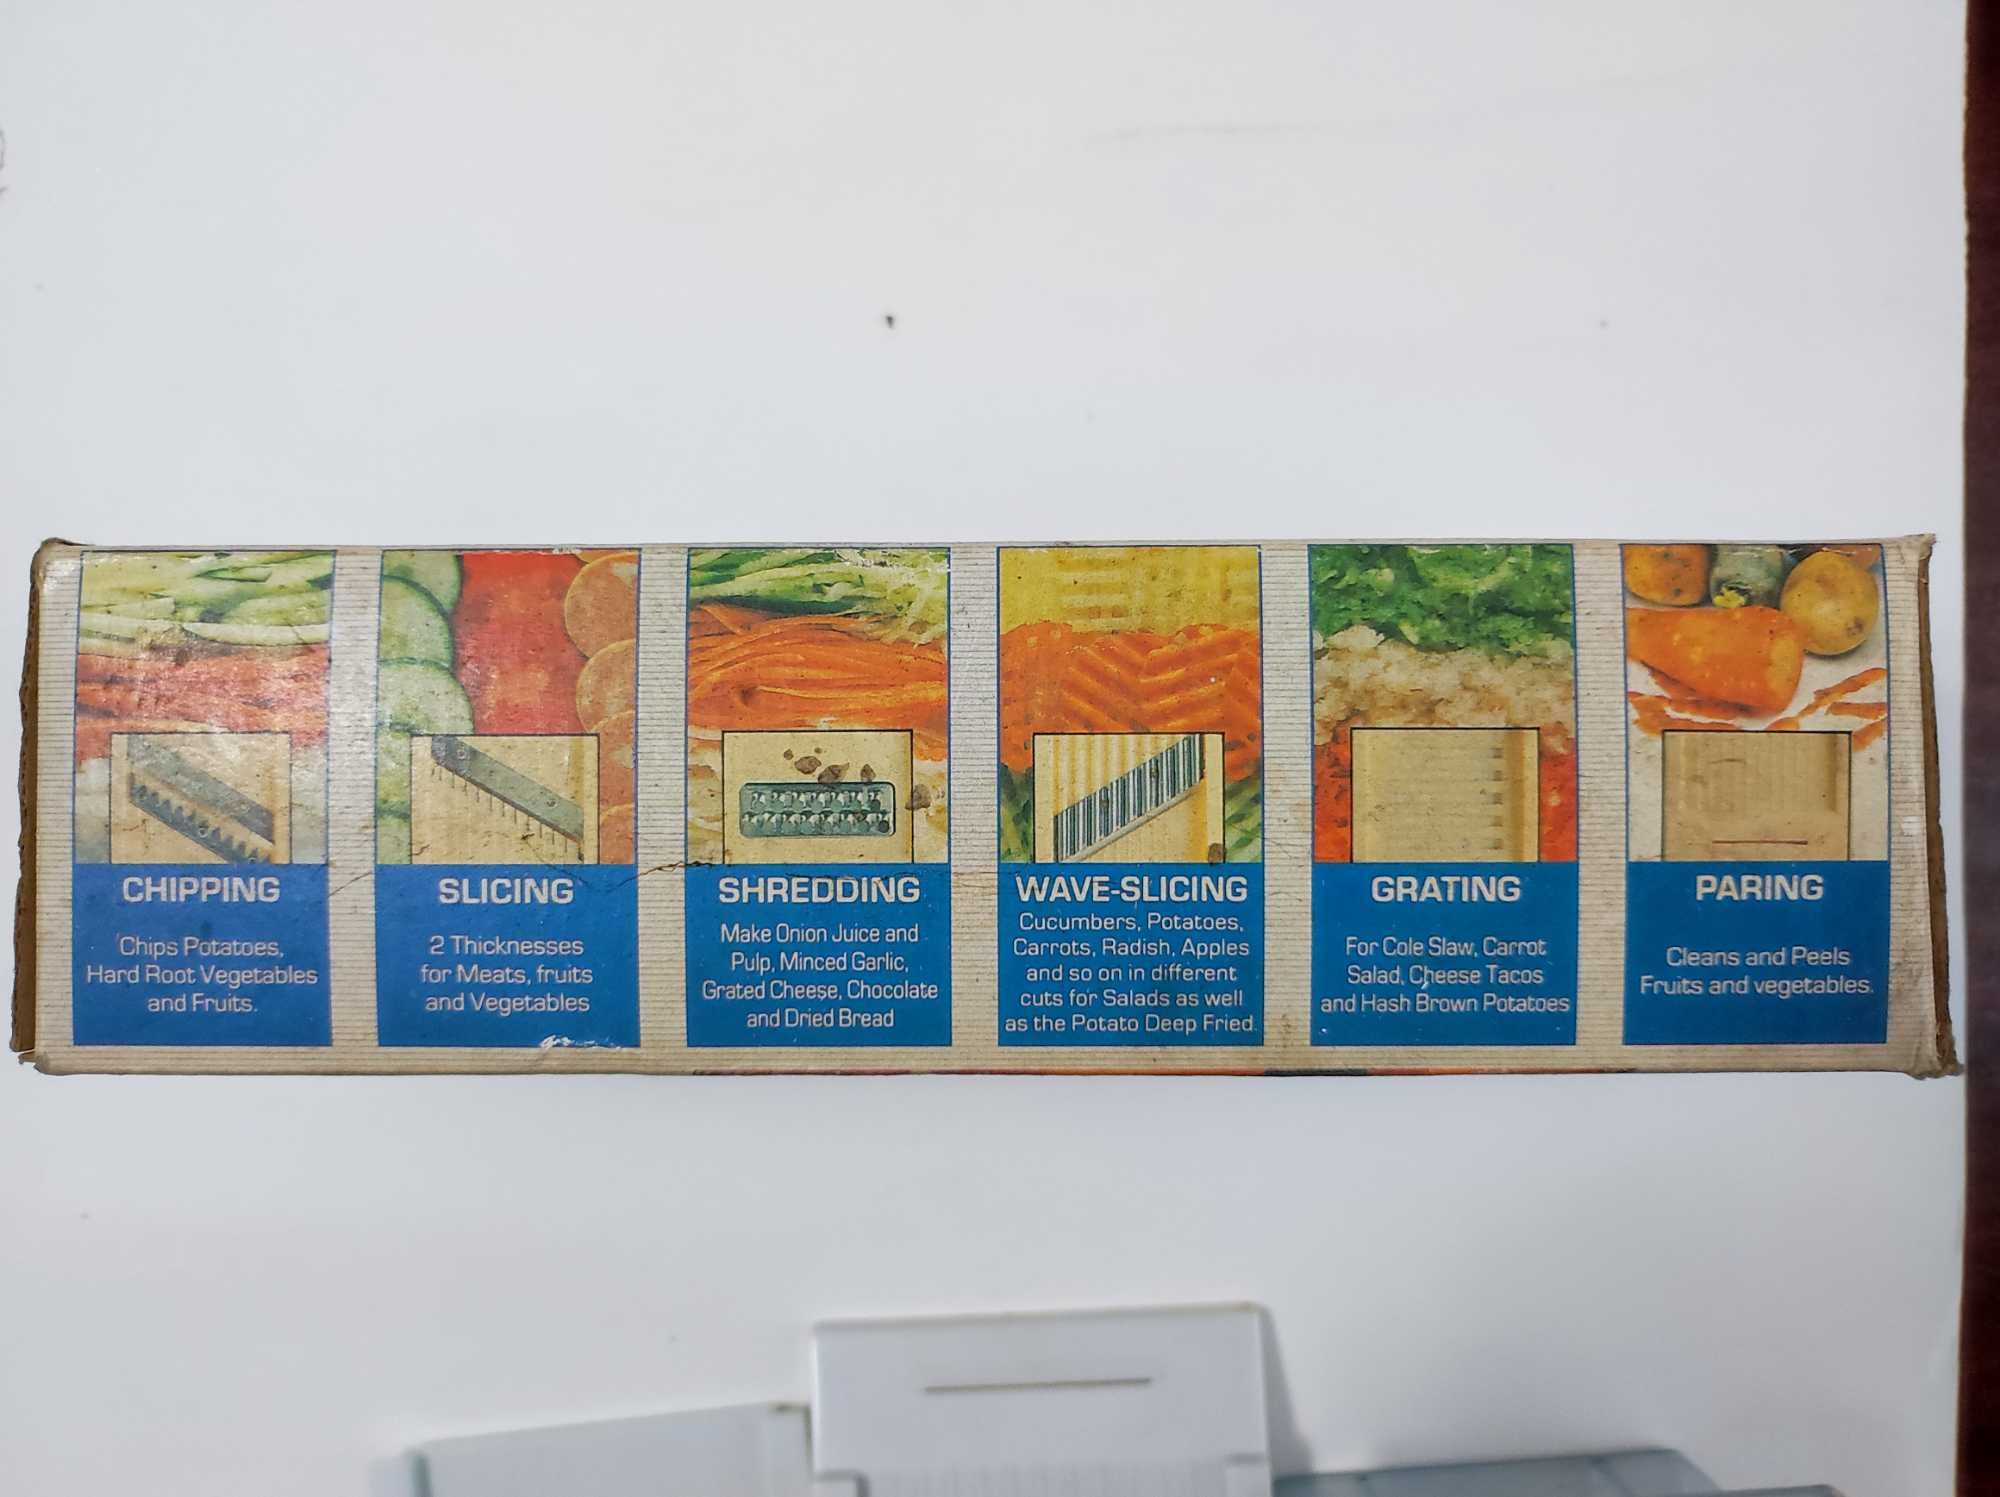 CHIPPING
Chips Potatoes,
Hard Root Vegetables
and Fruits.
SLICING
2 Thicknesses
for Meats, fruits
and Vegetables
SHREDDING
Make Onion Juice and
Pulp, Minced Garlic,
Grated Cheese, Chocolate
and Dried Bread
WAVE-SLICING
Cucumbers, Potatoes,
Carrots, Radish, Apples
and so on in different
cuts for Salads as well
as the Potato Deep Fried.
GRATING
For Cole Slaw, Carrot
Salad, Cheese Tacos
and Hash Brown Potatoes
PARING
Cleans and Peels
Fruits and vegetables.